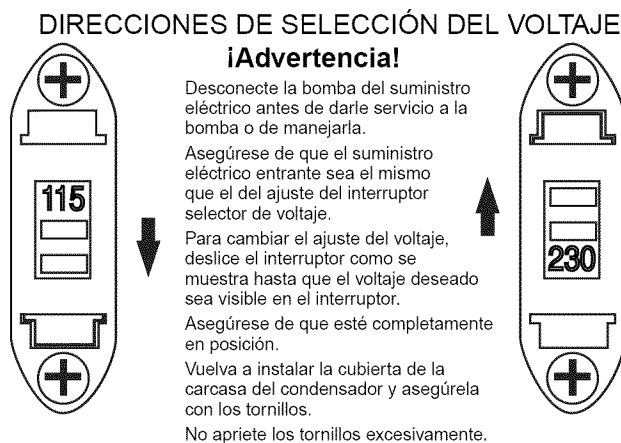 DIRECCIONES DE SELECCIÓN DEL VOLTAJE
¡Advertencia!
Desconecte la bomba del suministro
eléctrico antes de darle servicio a la
bomba o de manejarla.
Asegúrese de que el suministro
eléctrico entrante sea el mismo
que el del ajuste del interruptor
selector de voltaje.
Para cambiar el ajuste del voltaje,
deslice el interruptor como se
muestra hasta que el voltaje deseado
sea visible en el interruptor.
Asegúrese de que esté completamente
en posición.
Vuelva a instalar la cubierta de la
carcasa del condensador y asegúrela
con los tornillos.
No apriete los tornillos excesivamente.
115
230